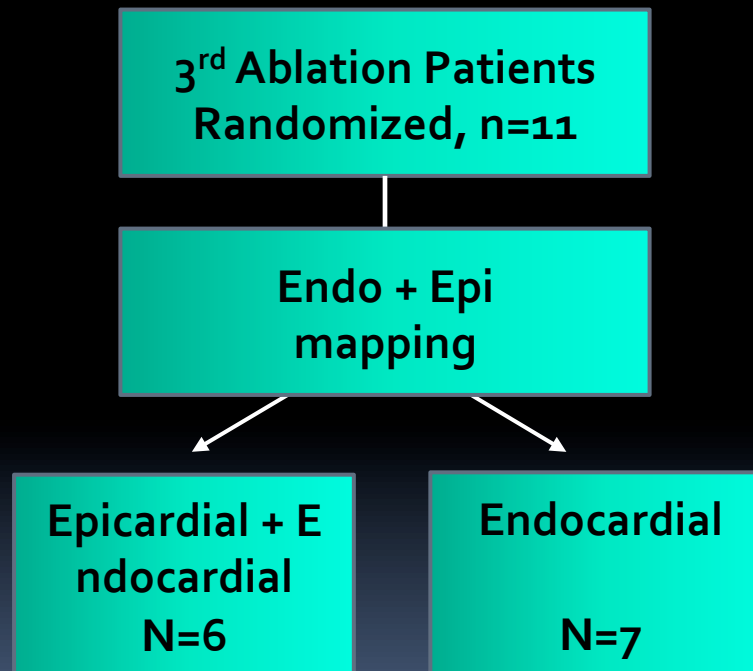 3rd Ablation Patients
Randomized, n=11
Endo + Epi
mapping
Epicardial + E
ndocardial
N=6
Endocardial
N=7